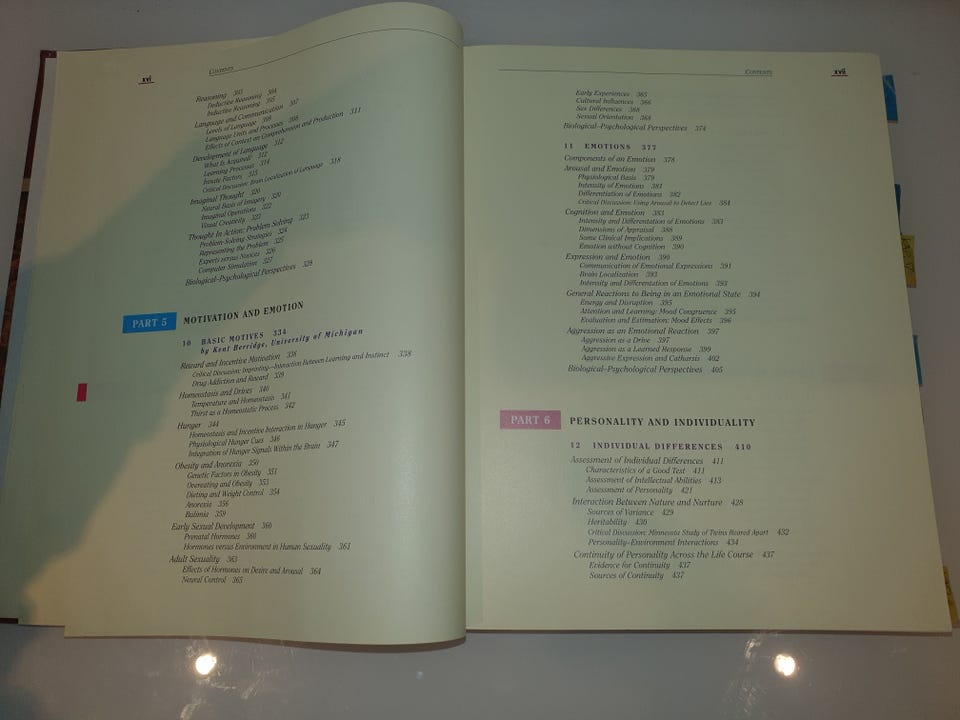 xvi
CONTENTS
Reasoning 303
Deductive Reasoning 304
Inductive Reasoning 305
Language and Communication 307
Levels of Language 308
Language Units and Processes 308
Effects of Context on Comprehension and Production 311
Development of Language 312
What Is Acquired? 312
Learning Processes 314
Innate Factors 315
Critical Discussion: Brain Localization of Language 318
Imaginal Thought 320
Neural Basis of Imagery 320
Imaginal Operations 322
Visual Creativity 323
Thought In Action: Problem Solving 323
Problem-Solving Strategies 324
Representing the Problem 325
Experts versus Novices 326
Computer Simulation 327
Biological–Psychological Perspectives 328
PART 5 MOTIVATION AND EMOTION
10 BASIC MOTIVES 334
by Kent Berridge, University of Michigan
Reward and Incentive Motivation 338
Critical Discussion: Imprinting—Interaction Between Learning and Instinct 338
Drug Addiction and Reward 339
Homeostasis and Drives 340
Temperature and Homeostasis 341
Thirst as a Homeostatic Process 342
Hunger 344
Homeostasis and Incentive Interaction in Hunger 345
Physiological Hunger Cues 346
Integration of Hunger Signals Within the Brain 347
Obesity and Anorexia 350
Genetic Factors in Obesity 351
Overeating and Obesity 353
Dieting and Weight Control 354
Anorexia 356
Bulimia 359
Early Sexual Development 360
Prenatal Hormones 360
Hormones versus Environment in Human Sexuality 361
Adult Sexuality 363
Effects of Hormones on Desire and Arousal 364
Neural Control 365
CONTENTS
xvii
Early Experiences 365
Cultural Influences 366
Sex Differences 368
Sexual Orientation 368
Biological–Psychological Perspectives 374
11 EMOTIONS 377
Components of an Emotion 378
Arousal and Emotion 379
Physiological Basis 379
Intensity of Emotions 381
Differentiation of Emotions 382
Critical Discussion: Using Arousal to Detect Lies 384
Cognition and Emotion 383
Intensity and Differentation of Emotions 383
Dimensions of Appraisal 388
Some Clinical Implications 389
Emotion without Cognition 390
Expression and Emotion 390
Communication of Emotional Expressions 391
Brain Localization 393
Intensity and Differentiation of Emotions 393
General Reactions to Being in an Emotional State 394
Energy and Disruption 395
Attention and Learning: Mood Congruence 395
Evaluation and Estimation: Mood Effects 396
Aggression as an Emotional Reaction 397
Aggression as a Drive 397
Aggression as a Learned Response 399
Aggressive Expression and Catharsis 402
Biological–Psychological Perspectives 405
PART 6 PERSONALITY AND INDIVIDUALITY
12 INDIVIDUAL DIFFERENCES 410
Assessment of Individual Differences 411
Characteristics of a Good Test 411
Assessment of Intellectual Abilities 413
Assessment of Personality 421
Interaction Between Nature and Nurture 428
Sources of Variance 429
Heritability 430
Critical Discussion: Minnesota Study of Twins Reared Apart 432
Personality–Environment Interactions 434
Continuity of Personality Across the Life Course 437
Evidence for Continuity 437
Sources of Continuity 437